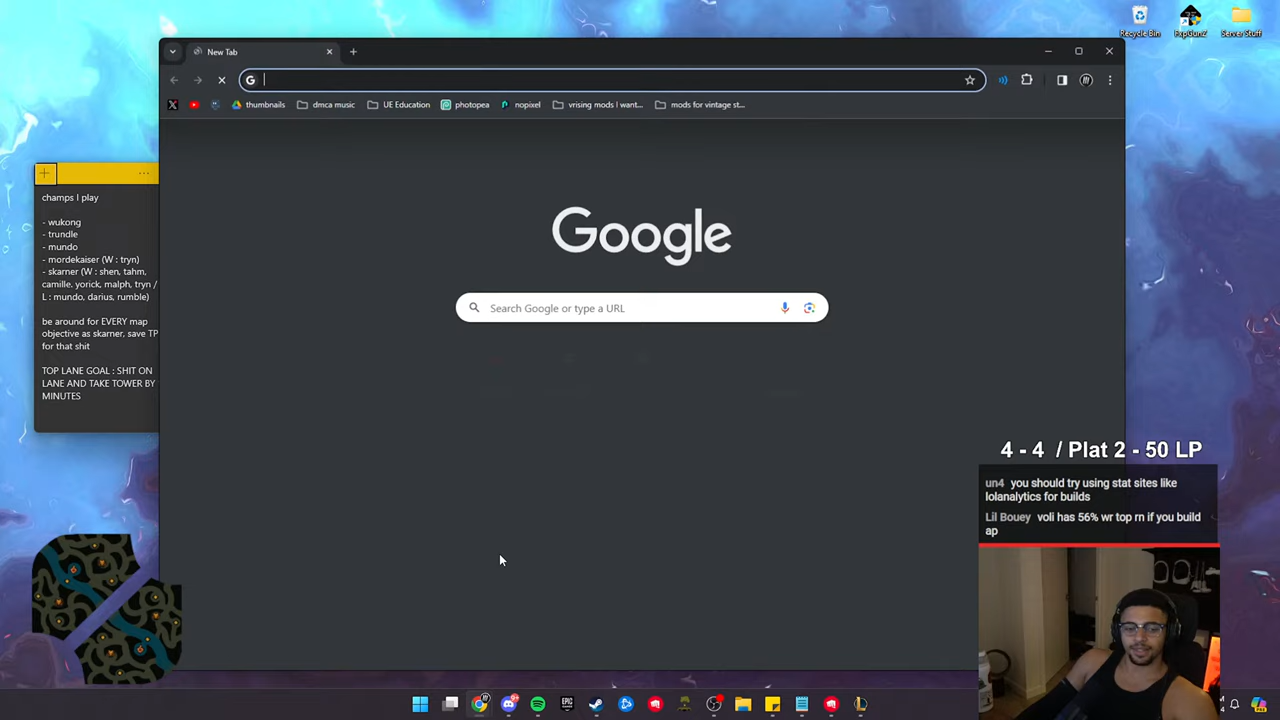 Recycle Bin
FxpGunZ
Server Stuff
New Tab
thumbnails
dmca music
UE Education
photopea
nopixel
vrising mods I want...
mods for vintage st...
champs I play
- wukong
- trundle
- mundo
- mordekaiser (W : tryn)
- skarner (W : shen, tahm,
camille, yorick, malph, tryn /
L : mundo, darius, rumble)
be around for EVERY map
objective as skarner, save TP
for that shit
TOP LANE GOAL : SHIT ON
LANE AND TAKE TOWER BY
MINUTES
Google
Search Google or type a URL
4 - 4 / Plat 2 - 50 LP
un4 you should try using stat sites like
lolanalytics for builds
Lil Bouey voli has 56% wr top rn if you build
ap